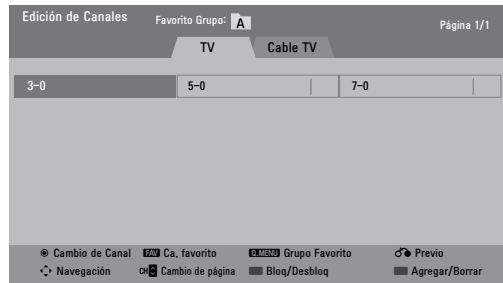 Edición de Canales Favorito Grupo: A Página 1/1
TV Cable TV
3-0 5-0 7-0
Cambio de Canal FAV Ca. favorito Q.MENU Grupo Favorito Previo
Navegación CH Cambio de página Bloq/Desbloq Agregar/Borrar